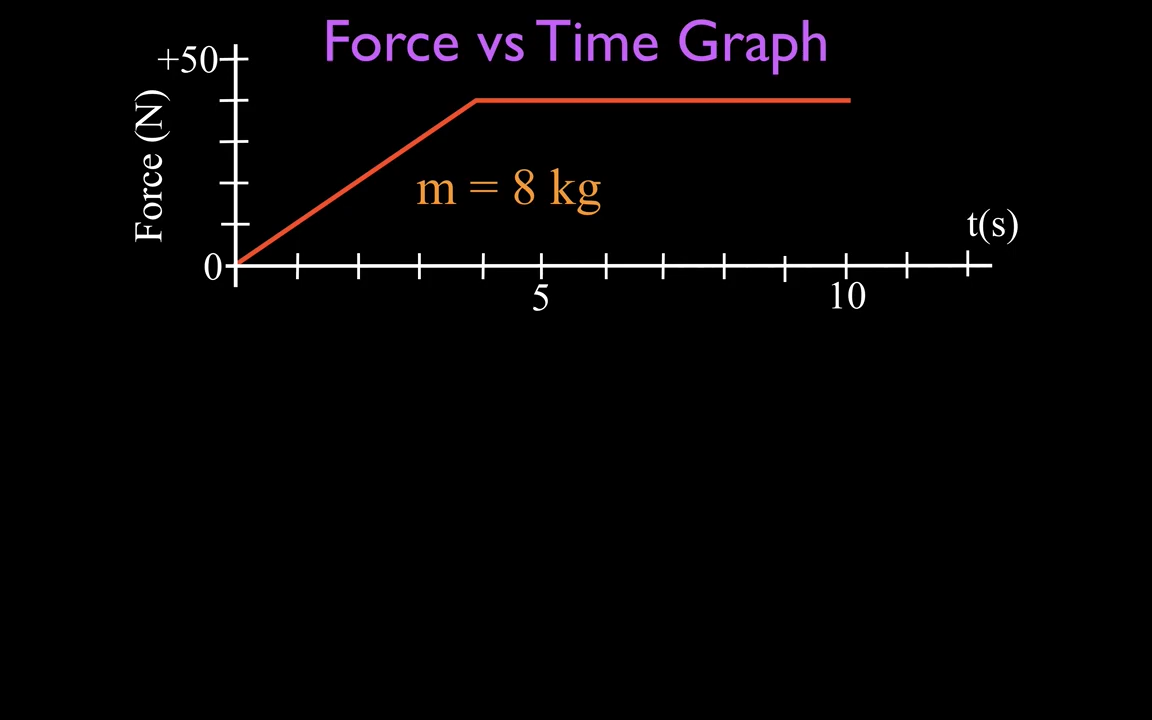 Force vs Time Graph
+50
Force (N)
m = 8 kg
t(s)
0
5
10